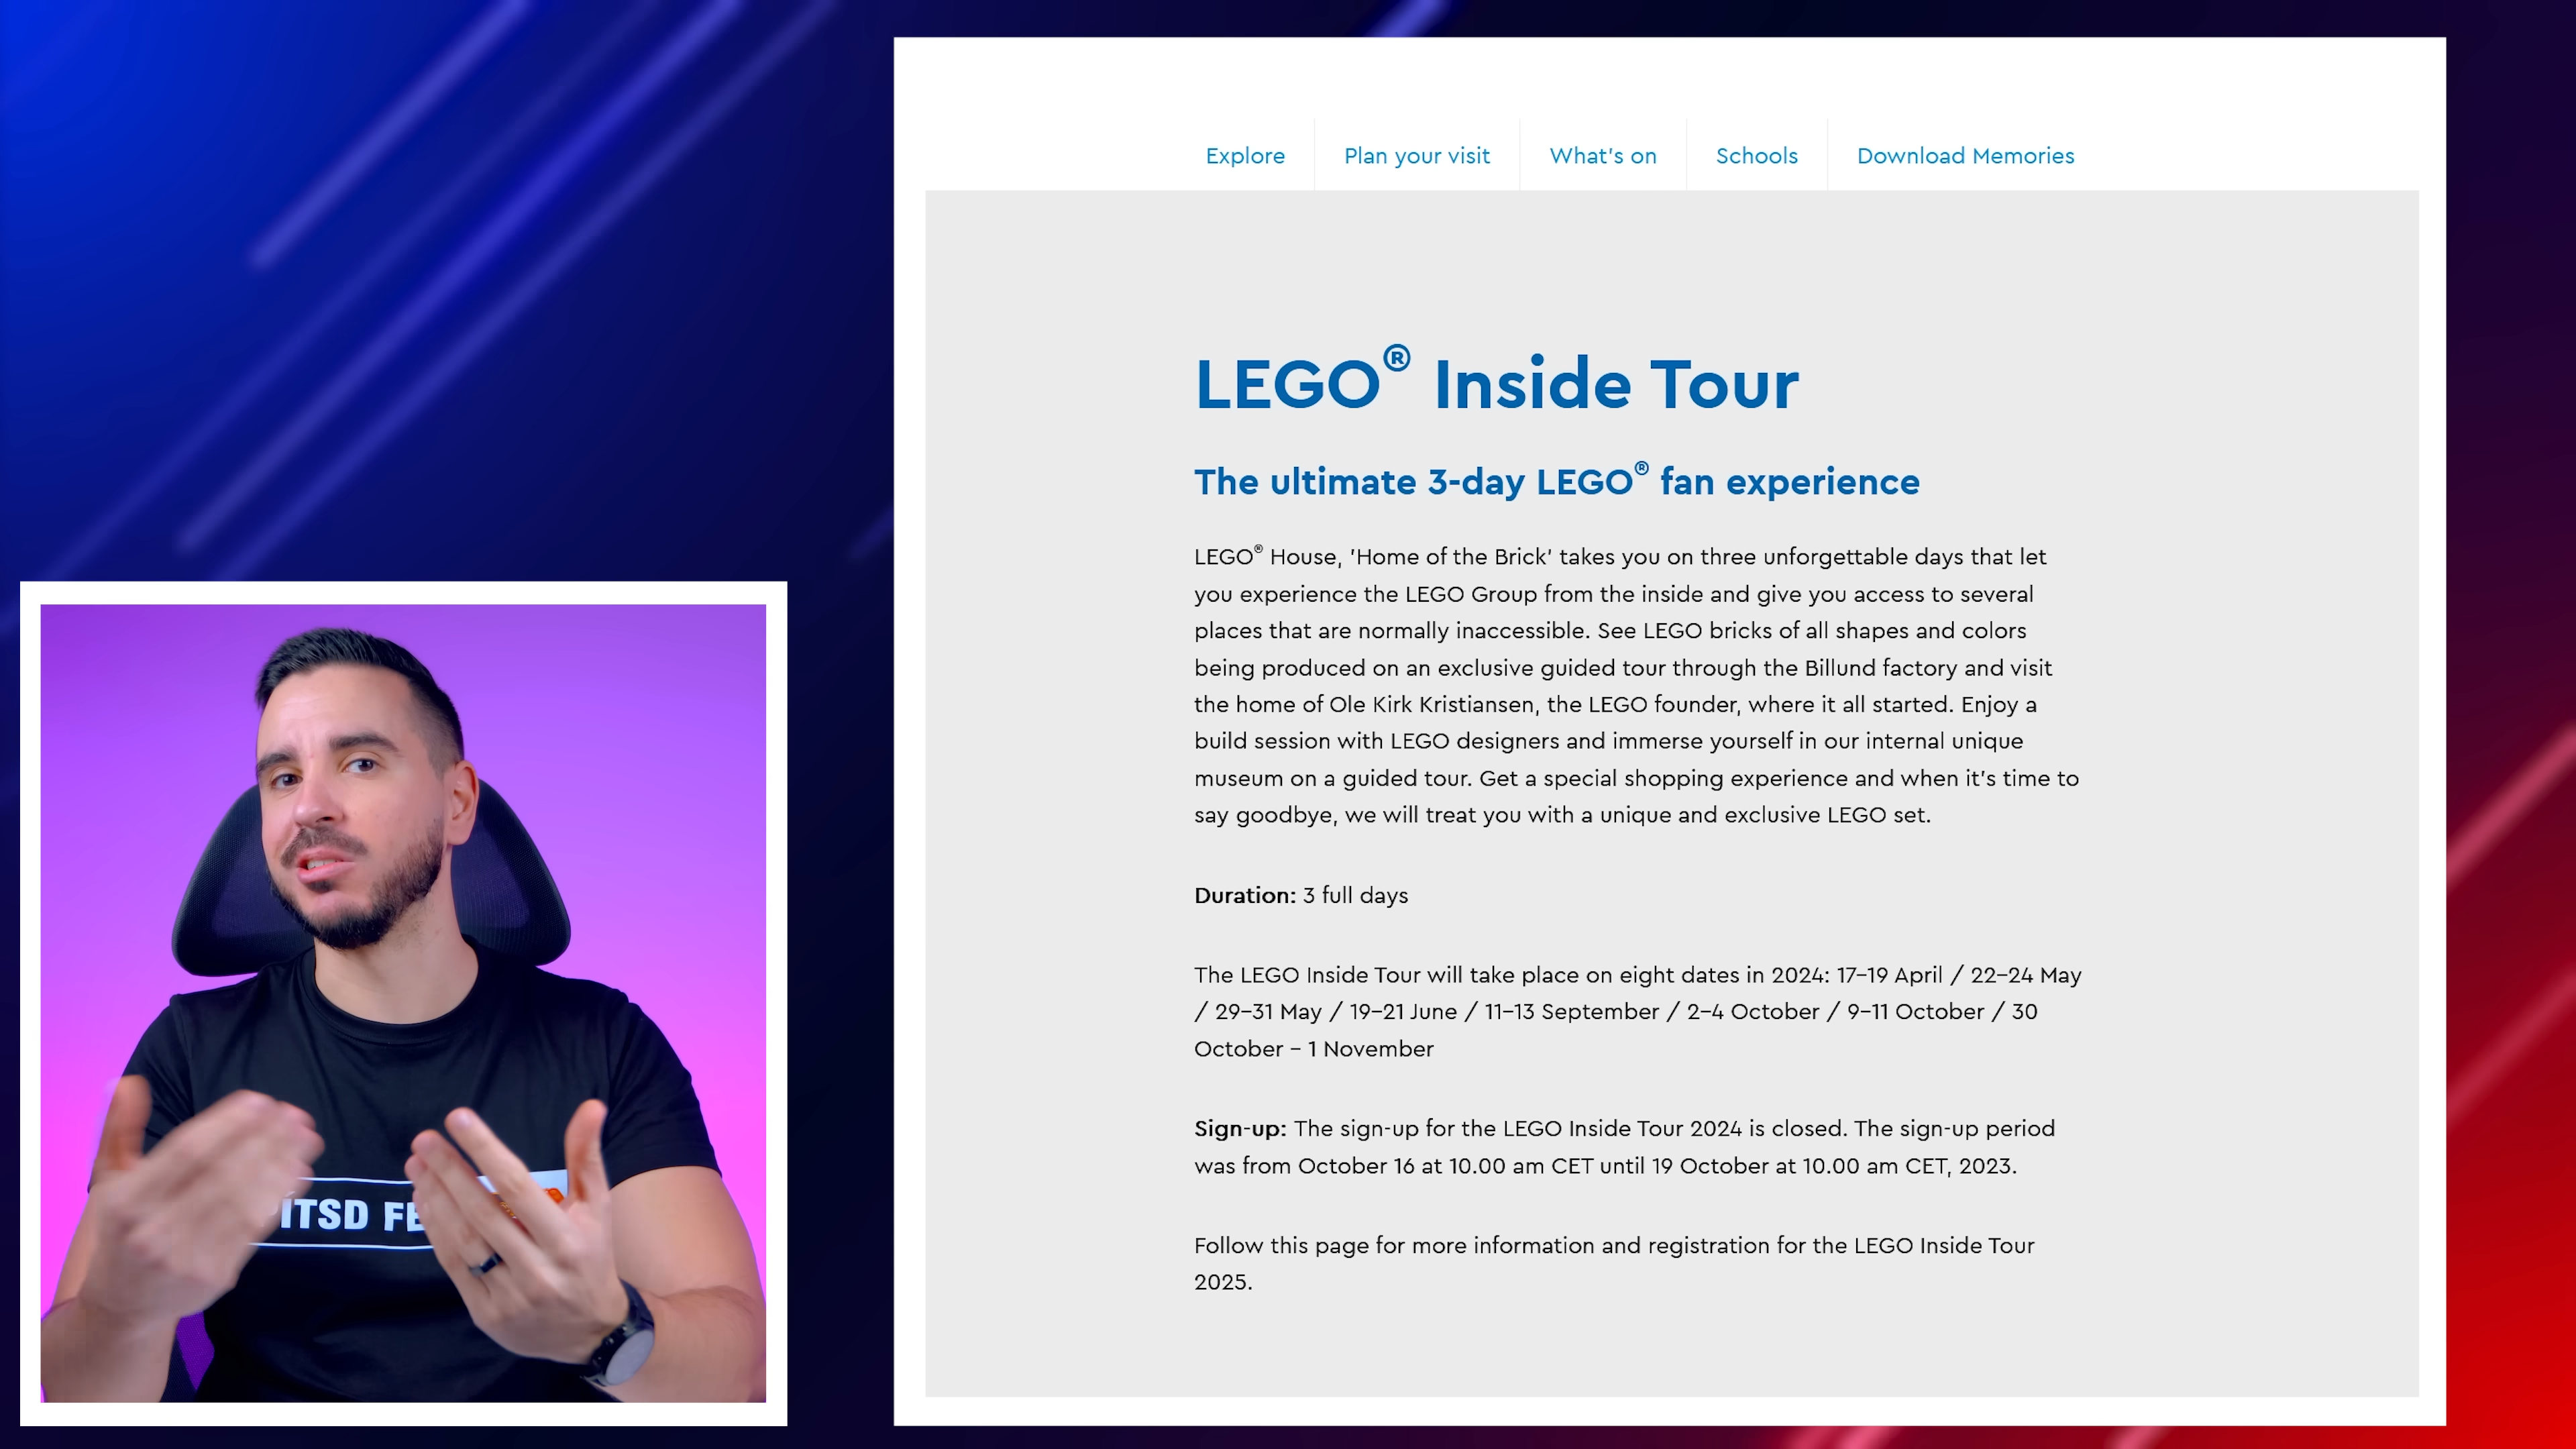 Explore
Plan your visit
What's on
Schools
Download Memories
LEGO® Inside Tour
The ultimate 3-day LEGO® fan experience
LEGO® House, 'Home of the Brick' takes you on three unforgettable days that let
you experience the LEGO Group from the inside and give you access to several
places that are normally inaccessible. See LEGO bricks of all shapes and colors
being produced on an exclusive guided tour through the Billund factory and visit
the home of Ole Kirk Kristiansen, the LEGO founder, where it all started. Enjoy a
build session with LEGO designers and immerse yourself in our internal unique
museum on a guided tour. Get a special shopping experience and when it's time to
say goodbye, we will treat you with a unique and exclusive LEGO set.
Duration: 3 full days
The LEGO Inside Tour will take place on eight dates in 2024: 17-19 April / 22-24 May
/ 29-31 May / 19-21 June / 11-13 September / 2-4 October / 9-11 October / 30
October – 1 November
Sign-up: The sign-up for the LEGO Inside Tour 2024 is closed. The sign-up period
was from October 16 at 10.00 am CET until 19 October at 10.00 am CET, 2023.
Follow this page for more information and registration for the LEGO Inside Tour
2025.